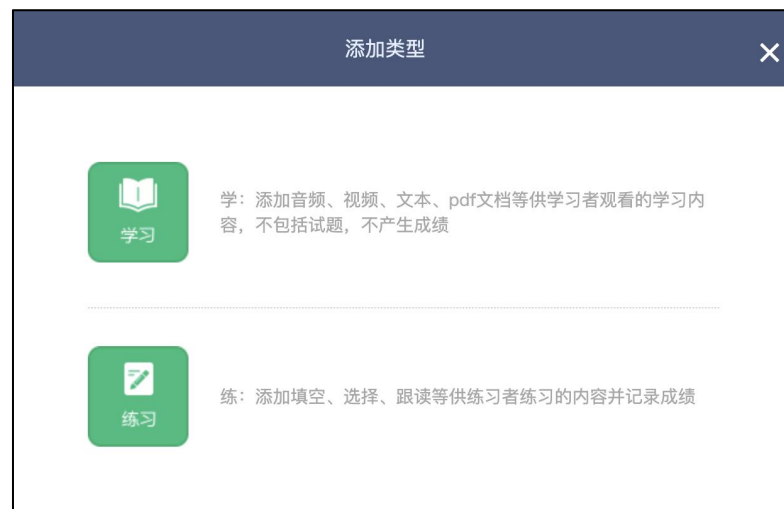 添加类型
学：添加音频、视频、文本、pdf文档等供学习者观看的学习内
容，不包括试题，不产生成绩
学习
练：添加填空、选择、跟读等供练习者练习的内容并记录成绩
练习